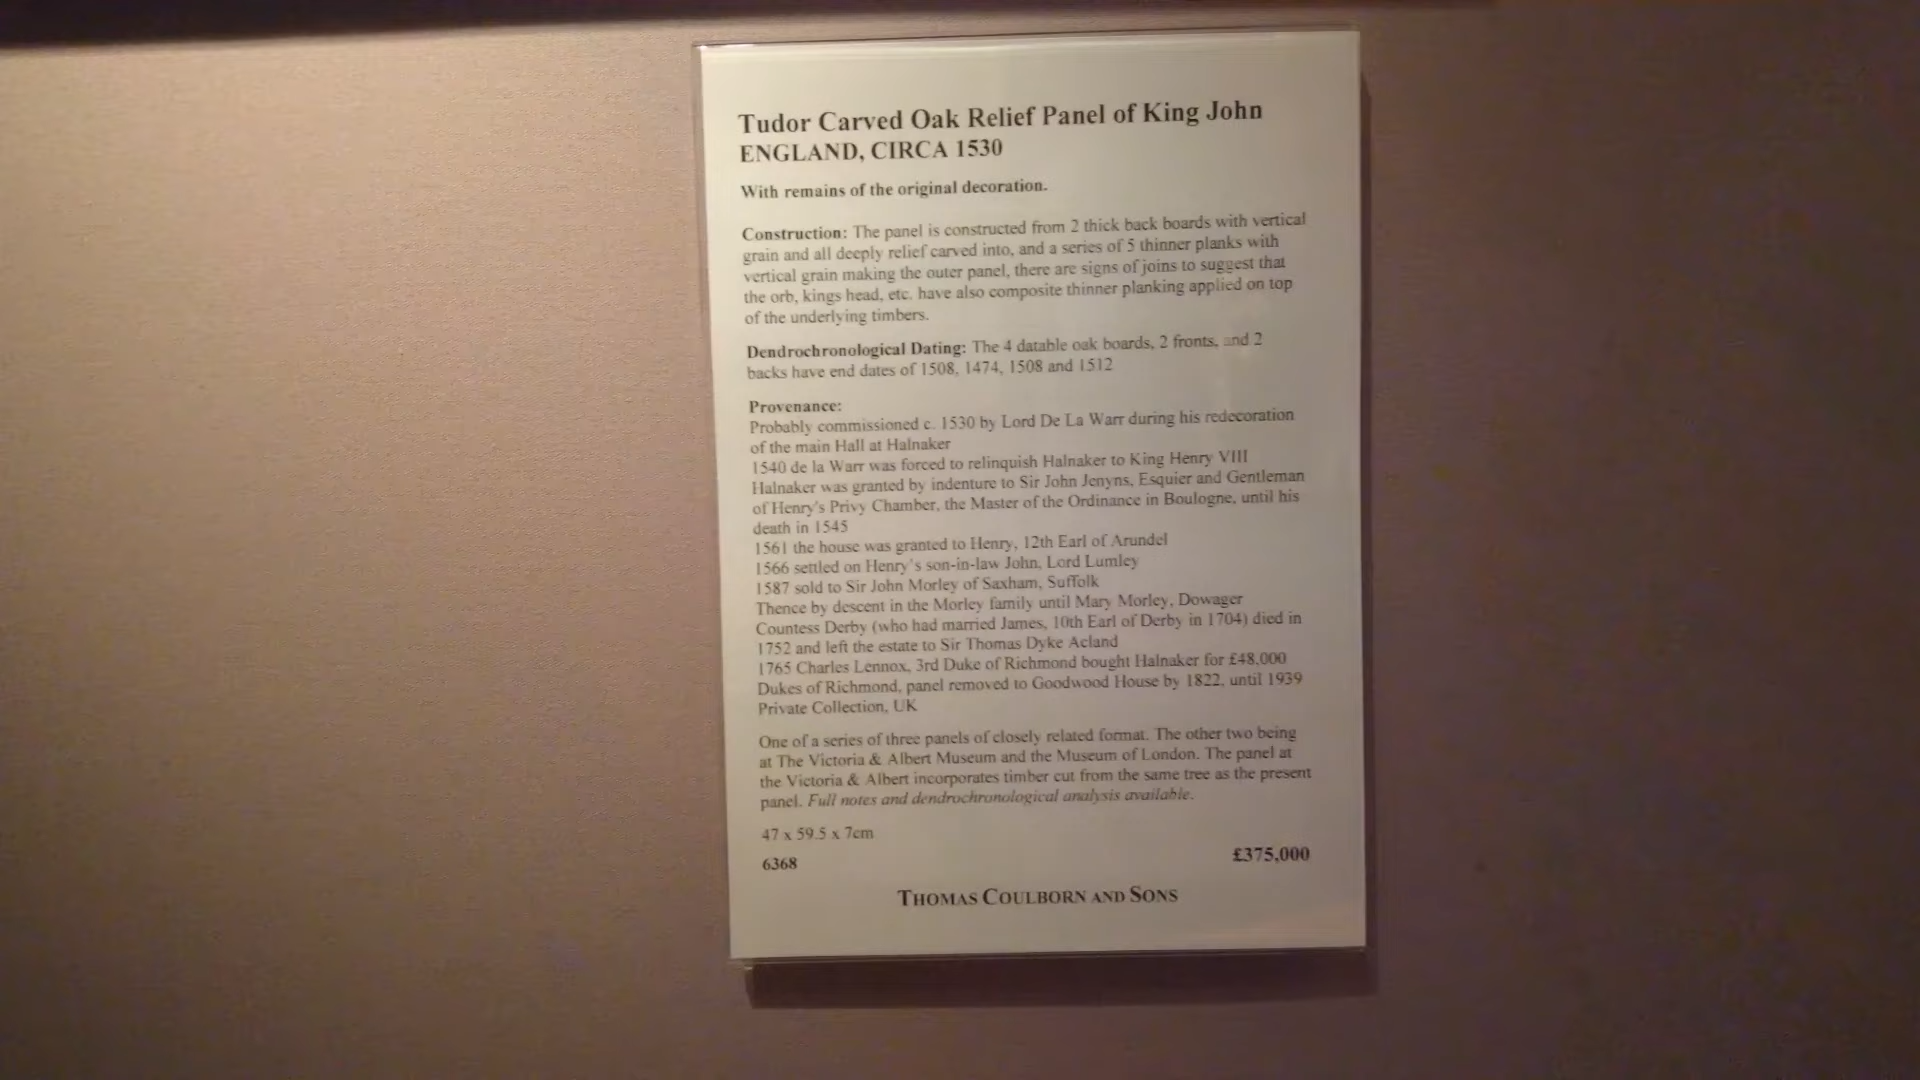 Tudor Carved Oak Relief Panel of King John
ENGLAND, CIRCA 1530
With remains of the original decoration.
Construction: The panel is constructed from 2 thick back boards with vertical
grain and all deeply relief carved into, and a series of 5 thinner planks with
vertical grain making the outer panel, there are signs of joins to suggest that
the orb, kings head, etc. have also composite thinner planking applied on top
of the underlying timbers.
Dendrochronological Dating: The 4 datable oak boards, 2 fronts, and 2
backs have end dates of 1508, 1474, 1508 and 1512
Provenance:
Probably commissioned c. 1530 by Lord De La Warr during his redecoration
of the main Hall at Halnaker
1540 de la Warr was forced to relinquish Halnaker to King Henry VIII
Halnaker was granted by indenture to Sir John Jenyns, Esquier and Gentleman
of Henry's Privy Chamber, the Master of the Ordinance in Boulogne, until his
death in 1545
1561 the house was granted to Henry, 12th Earl of Arundel
1566 settled on Henry's son-in-law John, Lord Lumley
1587 sold to Sir John Morley of Saxham, Suffolk
Thence by descent in the Morley family until Mary Morley, Dowager
Countess Derby (who had married James, 10th Earl of Derby in 1704) died in
1752 and left the estate to Sir Thomas Dyke Acland
1765 Charles Lennox, 3rd Duke of Richmond bought Halnaker for £48,000
Dukes of Richmond, panel removed to Goodwood House by 1822, until 1939
Private Collection, UK
One of a series of three panels of closely related format. The other two being
at The Victoria & Albert Museum and the Museum of London. The panel at
the Victoria & Albert incorporates timber cut from the same tree as the present
panel. Full notes and dendrochronological analysis available.
47 x 59.5 x 7cm
6368 £375,000
THOMAS COULBORN AND SONS